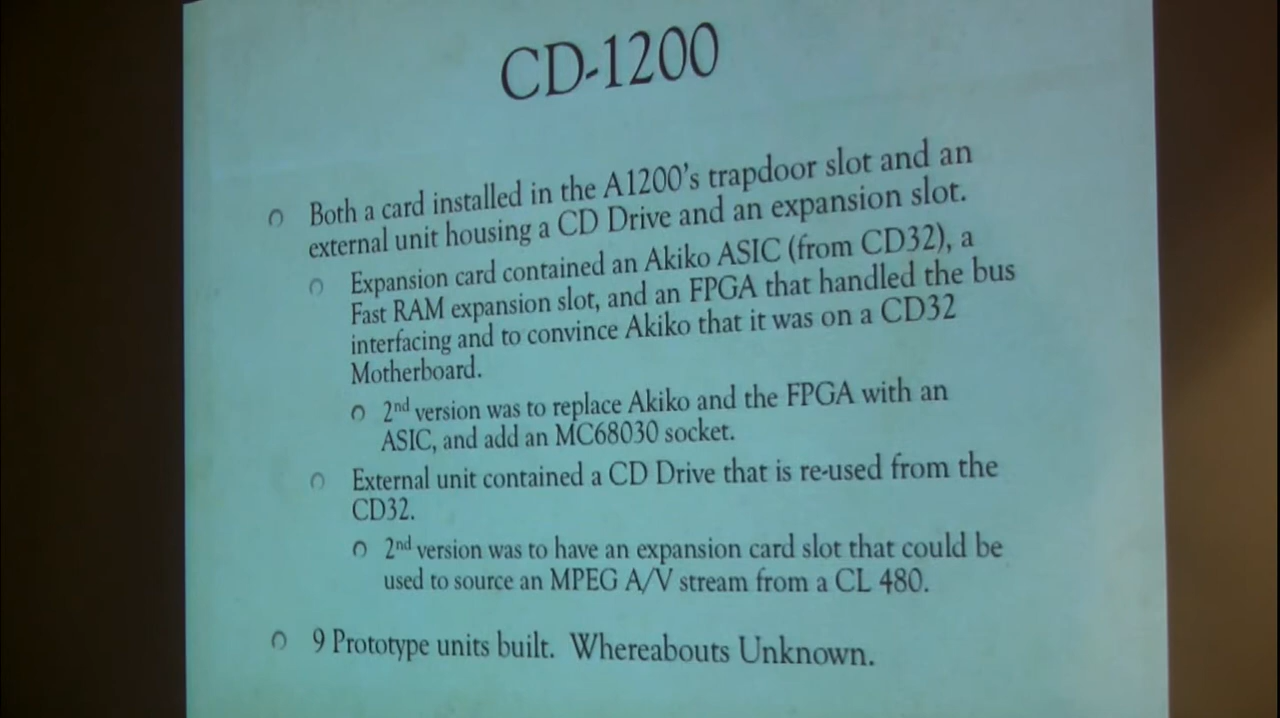 CD-1200
Both a card installed in the A1200's trapdoor slot and an
external unit housing a CD Drive and an expansion slot.
Expansion card contained an Akiko ASIC (from CD32), a
Fast RAM expansion slot, and an FPGA that handled the bus
interfacing and to convince Akiko that it was on a CD32
Motherboard.
2nd version was to replace Akiko and the FPGA with an
ASIC, and add an MC68030 socket.
External unit contained a CD Drive that is re-used from the
CD32.
2nd version was to have an expansion card slot that could be
used to source an MPEG A/V stream from a CL 480.
9 Prototype units built.  Whereabouts Unknown.